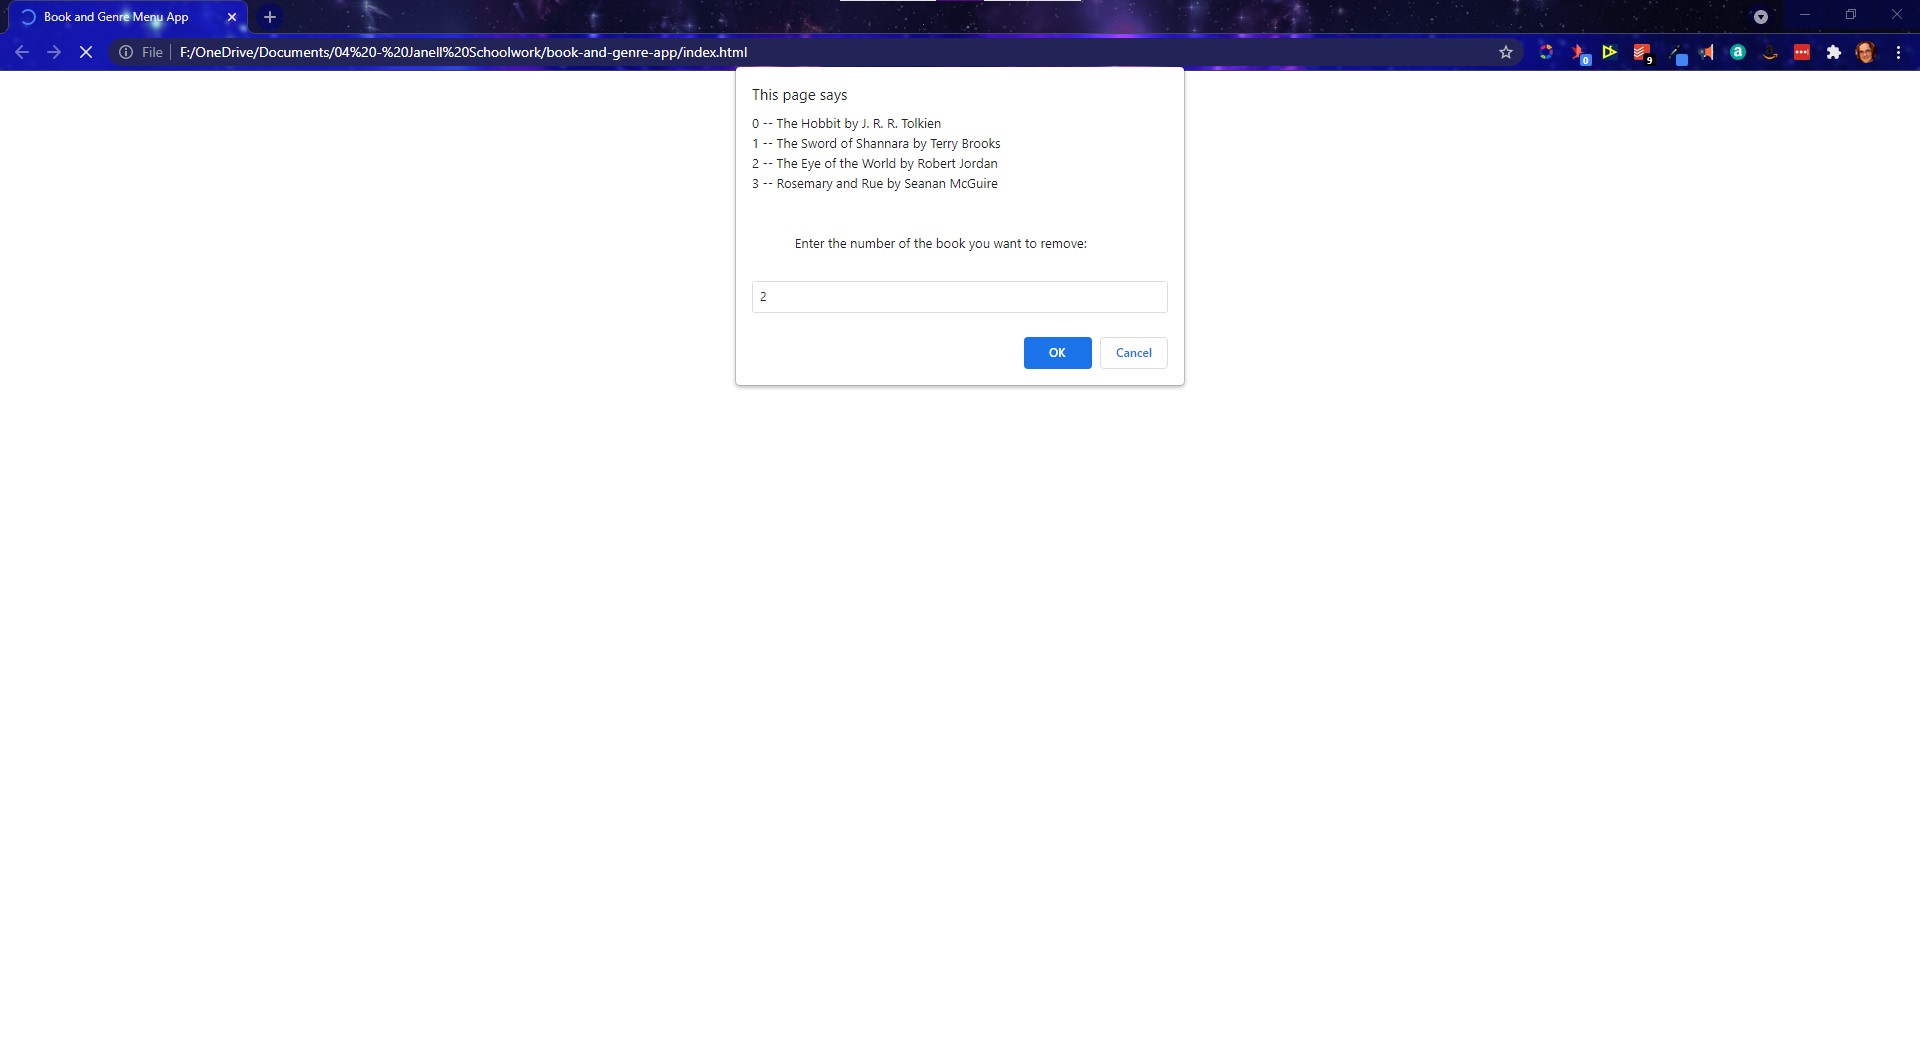 Book and Genre Menu App
File
F:/OneDrive/Documents/04%20-%20Janell%20Schoolwork/book-and-genre-app/index.html
0
9
a
This page says
0 -- The Hobbit by J. R. R. Tolkien
1 -- The Sword of Shannara by Terry Brooks
2 -- The Eye of the World by Robert Jordan
3 -- Rosemary and Rue by Seanan McGuire
Enter the number of the book you want to remove:
2
OK
Cancel